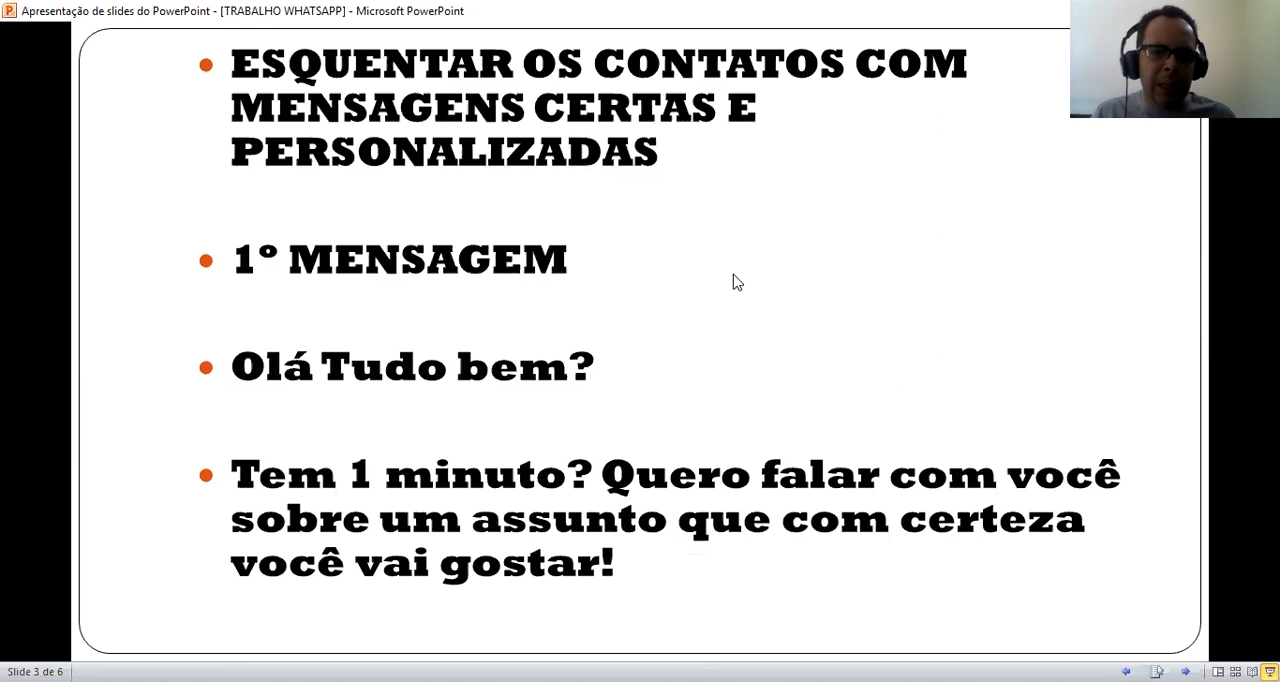 Apresentação de slides do PowerPoint - [TRABALHO WHATSAPP] - Microsoft PowerPoint
• ESQUENTAR OS CONTATOS COM
MENSAGENS CERTAS E
PERSONALIZADAS
• 1º MENSAGEM
• Olá Tudo bem?
• Tem 1 minuto? Quero falar com você
sobre um assunto que com certeza
você vai gostar!
Slide 3 de 6